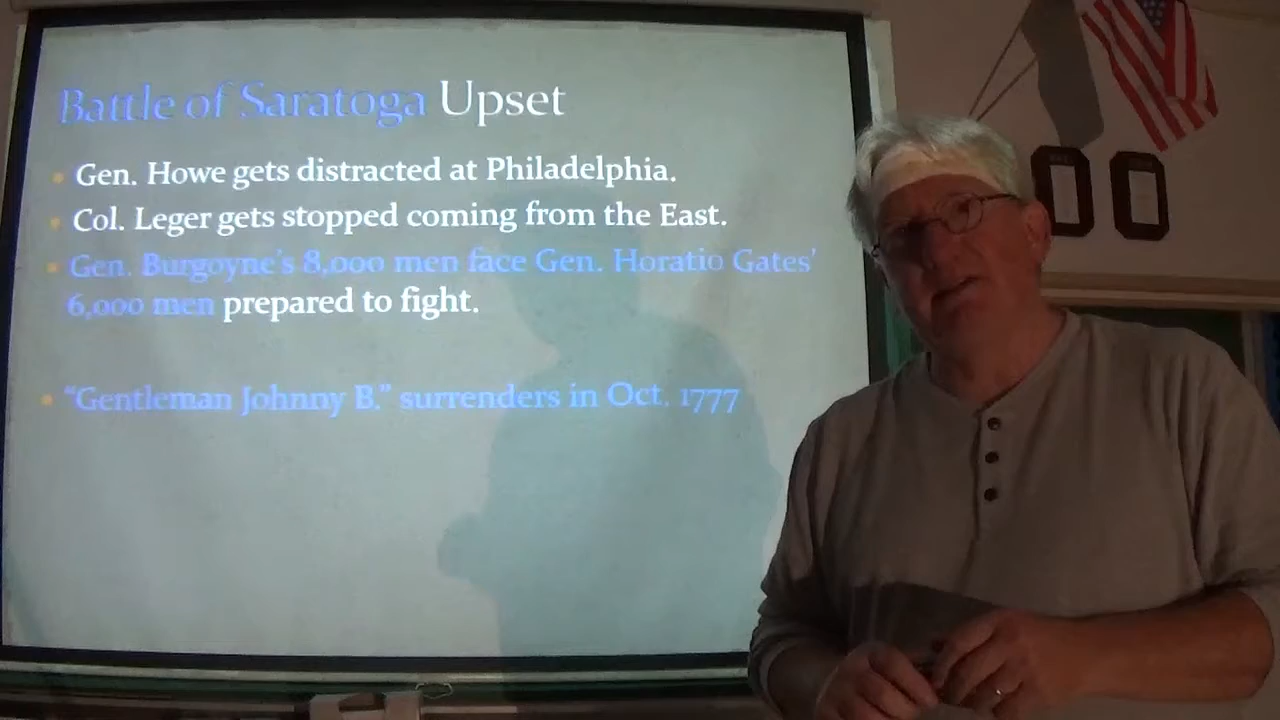 Battle of Saratoga Upset
Gen. Howe gets distracted at Philadelphia.
Col. Leger gets stopped coming from the East.
Gen. Burgoyne's 8,000 men face Gen. Horatio Gates'
6,000 men prepared to fight.
"Gentleman Johnny B." surrenders in Oct. 1777
00